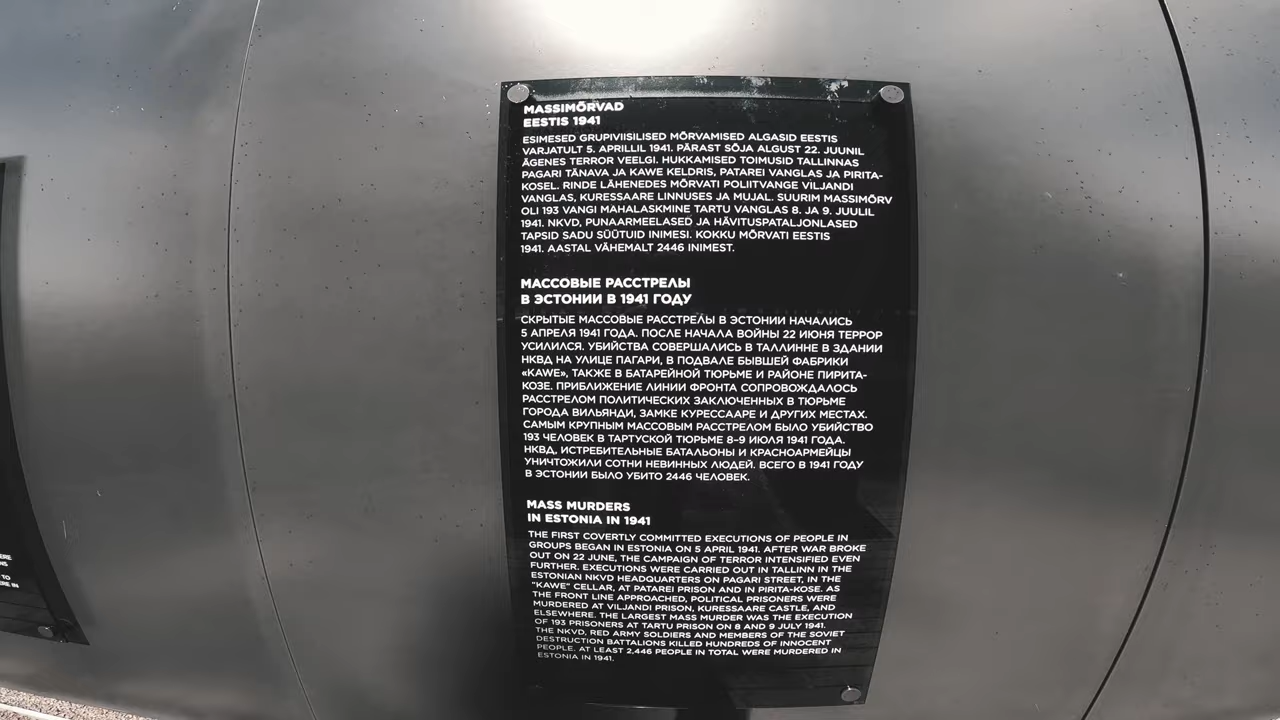 MASSIMÕRVAD
EESTIS 1941
ESIMESED GRUPIVIISILISED MÕRVAMISED ALGASID EESTIS
VARJATULT 5. APRILLIL 1941. PÄRAST SÕJA ALGUST 22. JUUNIL
ÄGENES TERROR VEELGI. HUKKAMISED TOIMUSID TALLINNAS
PAGARI TÄNAVA JA KAWE KELDRIS, PATAREI VANGLAS JA PIRITA-
KOSEL. RINDE LÄHENEDES MÕRVATI POLIITVANGE VILJANDI
VANGLAS, KURESSAARE LINNUSES JA MUJAL. SUURIM MASSIMÕRV
OLI 193 VANGI MAHALASKMINE TARTU VANGLAS 8. JA 9. JUULIL
1941. NKVD, PUNAARMEELASED JA HÄVITUSPATALJONLASED
TAPSID SADU SÜÜTUID INIMESI. KOKKU MÕRVATI EESTIS
1941. AASTAL VÄHEMALT 2446 INIMEST.
МАССОВЫЕ РАССТРЕЛЫ
В ЭСТОНИИ В 1941 ГОДУ
СКРЫТЫЕ МАССОВЫЕ РАССТРЕЛЫ В ЭСТОНИИ НАЧАЛИСЬ
5 АПРЕЛЯ 1941 ГОДА. ПОСЛЕ НАЧАЛА ВОЙНЫ 22 ИЮНЯ ТЕРРОР
УСИЛИЛСЯ. УБИЙСТВА СОВЕРШАЛИСЬ В ТАЛЛИННЕ В ЗДАНИИ
НКВД НА УЛИЦЕ ПАГАРИ, В ПОДВАЛЕ БЫВШЕЙ ФАБРИКИ
«KAWE», ТАКЖЕ В БАТАРЕЙНОЙ ТЮРЬМЕ И РАЙОНЕ ПИРИТА-
КОЗЕ. ПРИБЛИЖЕНИЕ ЛИНИИ ФРОНТА СОПРОВОЖДАЛОСЬ
РАССТРЕЛОМ ПОЛИТИЧЕСКИХ ЗАКЛЮЧЕННЫХ В ТЮРЬМЕ
ГОРОДА ВИЛЬЯНДИ, ЗАМКЕ КУРЕССААРЕ И ДРУГИХ МЕСТАХ.
САМЫМ КРУПНЫМ МАССОВЫМ РАССТРЕЛОМ БЫЛО УБИЙСТВО
193 ЧЕЛОВЕК В ТАРТУСКОЙ ТЮРЬМЕ 8–9 ИЮЛЯ 1941 ГОДА.
НКВД, ИСТРЕБИТЕЛЬНЫЕ БАТАЛЬОНЫ И КРАСНОАРМЕЙЦЫ
УНИЧТОЖИЛИ СОТНИ НЕВИННЫХ ЛЮДЕЙ. ВСЕГО В 1941 ГОДУ
В ЭСТОНИИ БЫЛО УБИТО 2446 ЧЕЛОВЕК.
MASS MURDERS
IN ESTONIA IN 1941
THE FIRST COVERTLY COMMITTED EXECUTIONS OF PEOPLE IN
GROUPS BEGAN IN ESTONIA ON 5 APRIL 1941. AFTER WAR BROKE
OUT ON 22 JUNE, THE CAMPAIGN OF TERROR INTENSIFIED EVEN
FURTHER. EXECUTIONS WERE CARRIED OUT IN TALLINN IN THE
ESTONIAN NKVD HEADQUARTERS ON PAGARI STREET, IN THE
"KAWE" CELLAR, AT PATAREI PRISON AND IN PIRITA-KOSE. AS
THE FRONT LINE APPROACHED, POLITICAL PRISONERS WERE
MURDERED AT VILJANDI PRISON, KURESSAARE CASTLE, AND
ELSEWHERE. THE LARGEST MASS MURDER WAS THE EXECUTION
OF 193 PRISONERS AT TARTU PRISON ON 8 AND 9 JULY 1941.
THE NKVD, RED ARMY SOLDIERS AND MEMBERS OF THE SOVIET
DESTRUCTION BATTALIONS KILLED HUNDREDS OF INNOCENT
PEOPLE. AT LEAST 2,446 PEOPLE IN TOTAL WERE MURDERED IN
ESTONIA IN 1941.